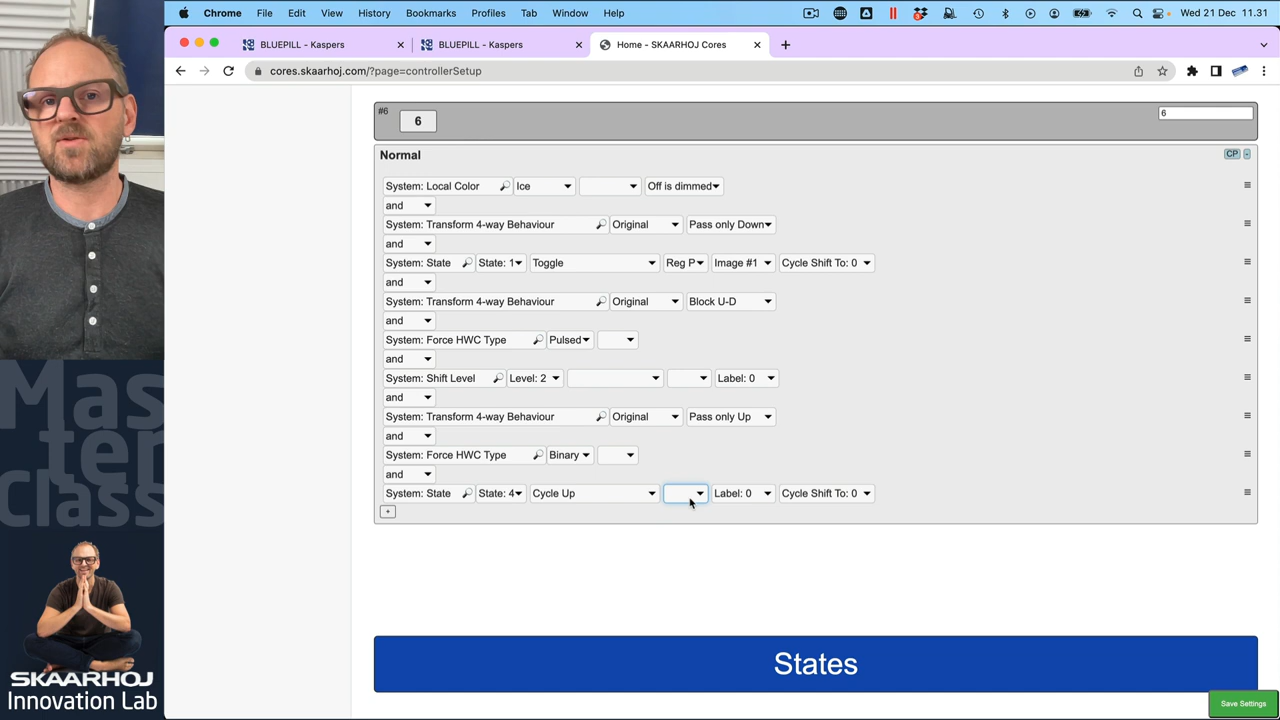 Chrome File Edit View History Bookmarks Profiles Tab Window Help Wed 21 Dec 11.31
BLUEPILL - Kaspers
BLUEPILL - Kaspers
Home - SKAARHOJ Cores
cores.skaarhoj.com/?page=controllerSetup
#6 6 6
Normal CP -
System: Local Color Ice Off is dimmed
and
System: Transform 4-way Behaviour Original Pass only Down
and
System: State State: 1 Toggle Reg P Image #1 Cycle Shift To: 0
and
System: Transform 4-way Behaviour Original Block U-D
and
System: Force HWC Type Pulsed
and
System: Shift Level Level: 2 Label: 0
and
System: Transform 4-way Behaviour Original Pass only Up
and
System: Force HWC Type Binary
and
System: State State: 4 Cycle Up Label: 0 Cycle Shift To: 0
+
States
Save Settings
Mas
ter
Class
SKAARHOJ
Innovation Lab